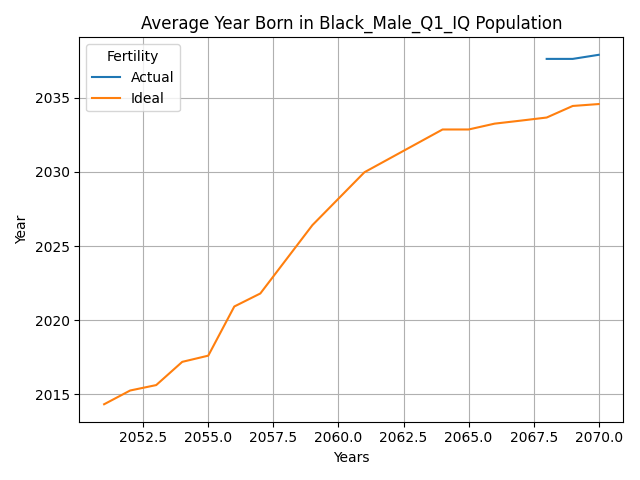 Average Year Born in Black_Male_Q1_IQ Population
Fertility
Actual
Ideal
2035
2030
2025
2020
2015
Year
2052.5 2055.0 2057.5 2060.0 2062.5 2065.0 2067.5 2070.0
Years